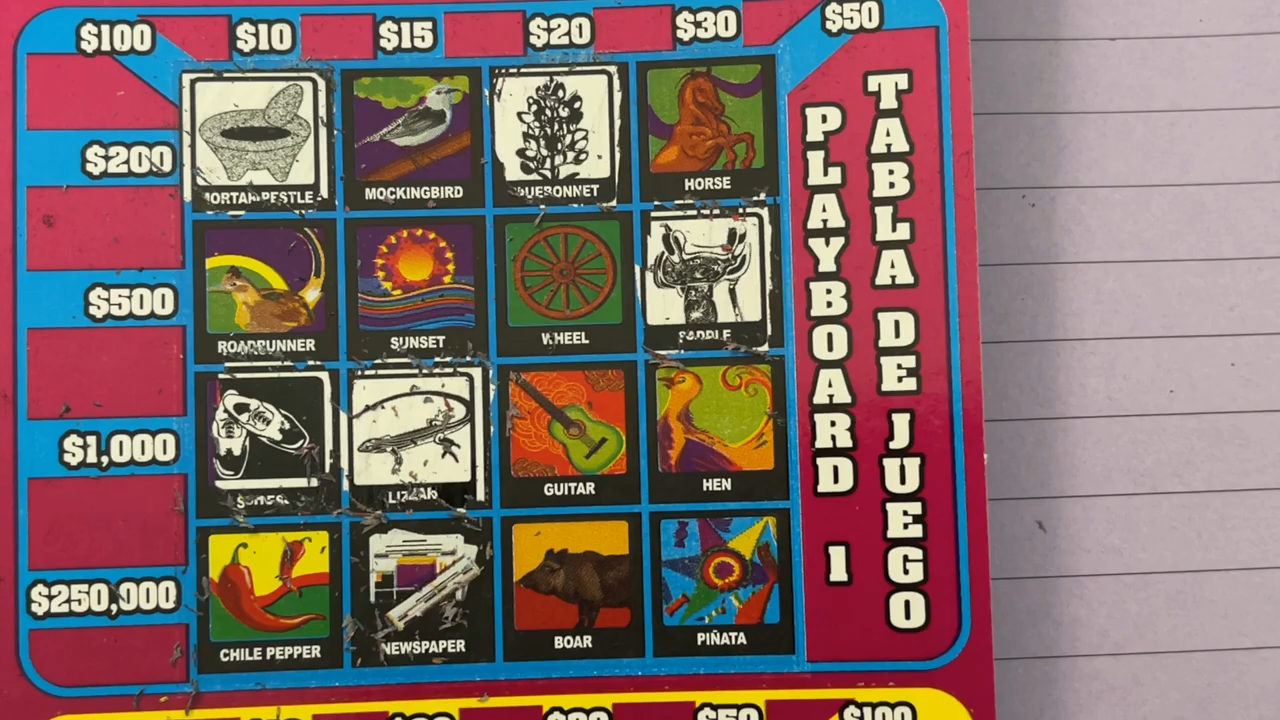 $100 $10 $15 $20 $30 $50
$200
MOCKINGBIRD HORSE
$500
ROADRUNNER SUNSET WHEEL SADDLE
$1,000
GUITAR HEN
$250,000
CHILE PEPPER NEWSPAPER BOAR PIÑATA
PLAYBOARD 1
TABLA DE JUEGO
$50 $100